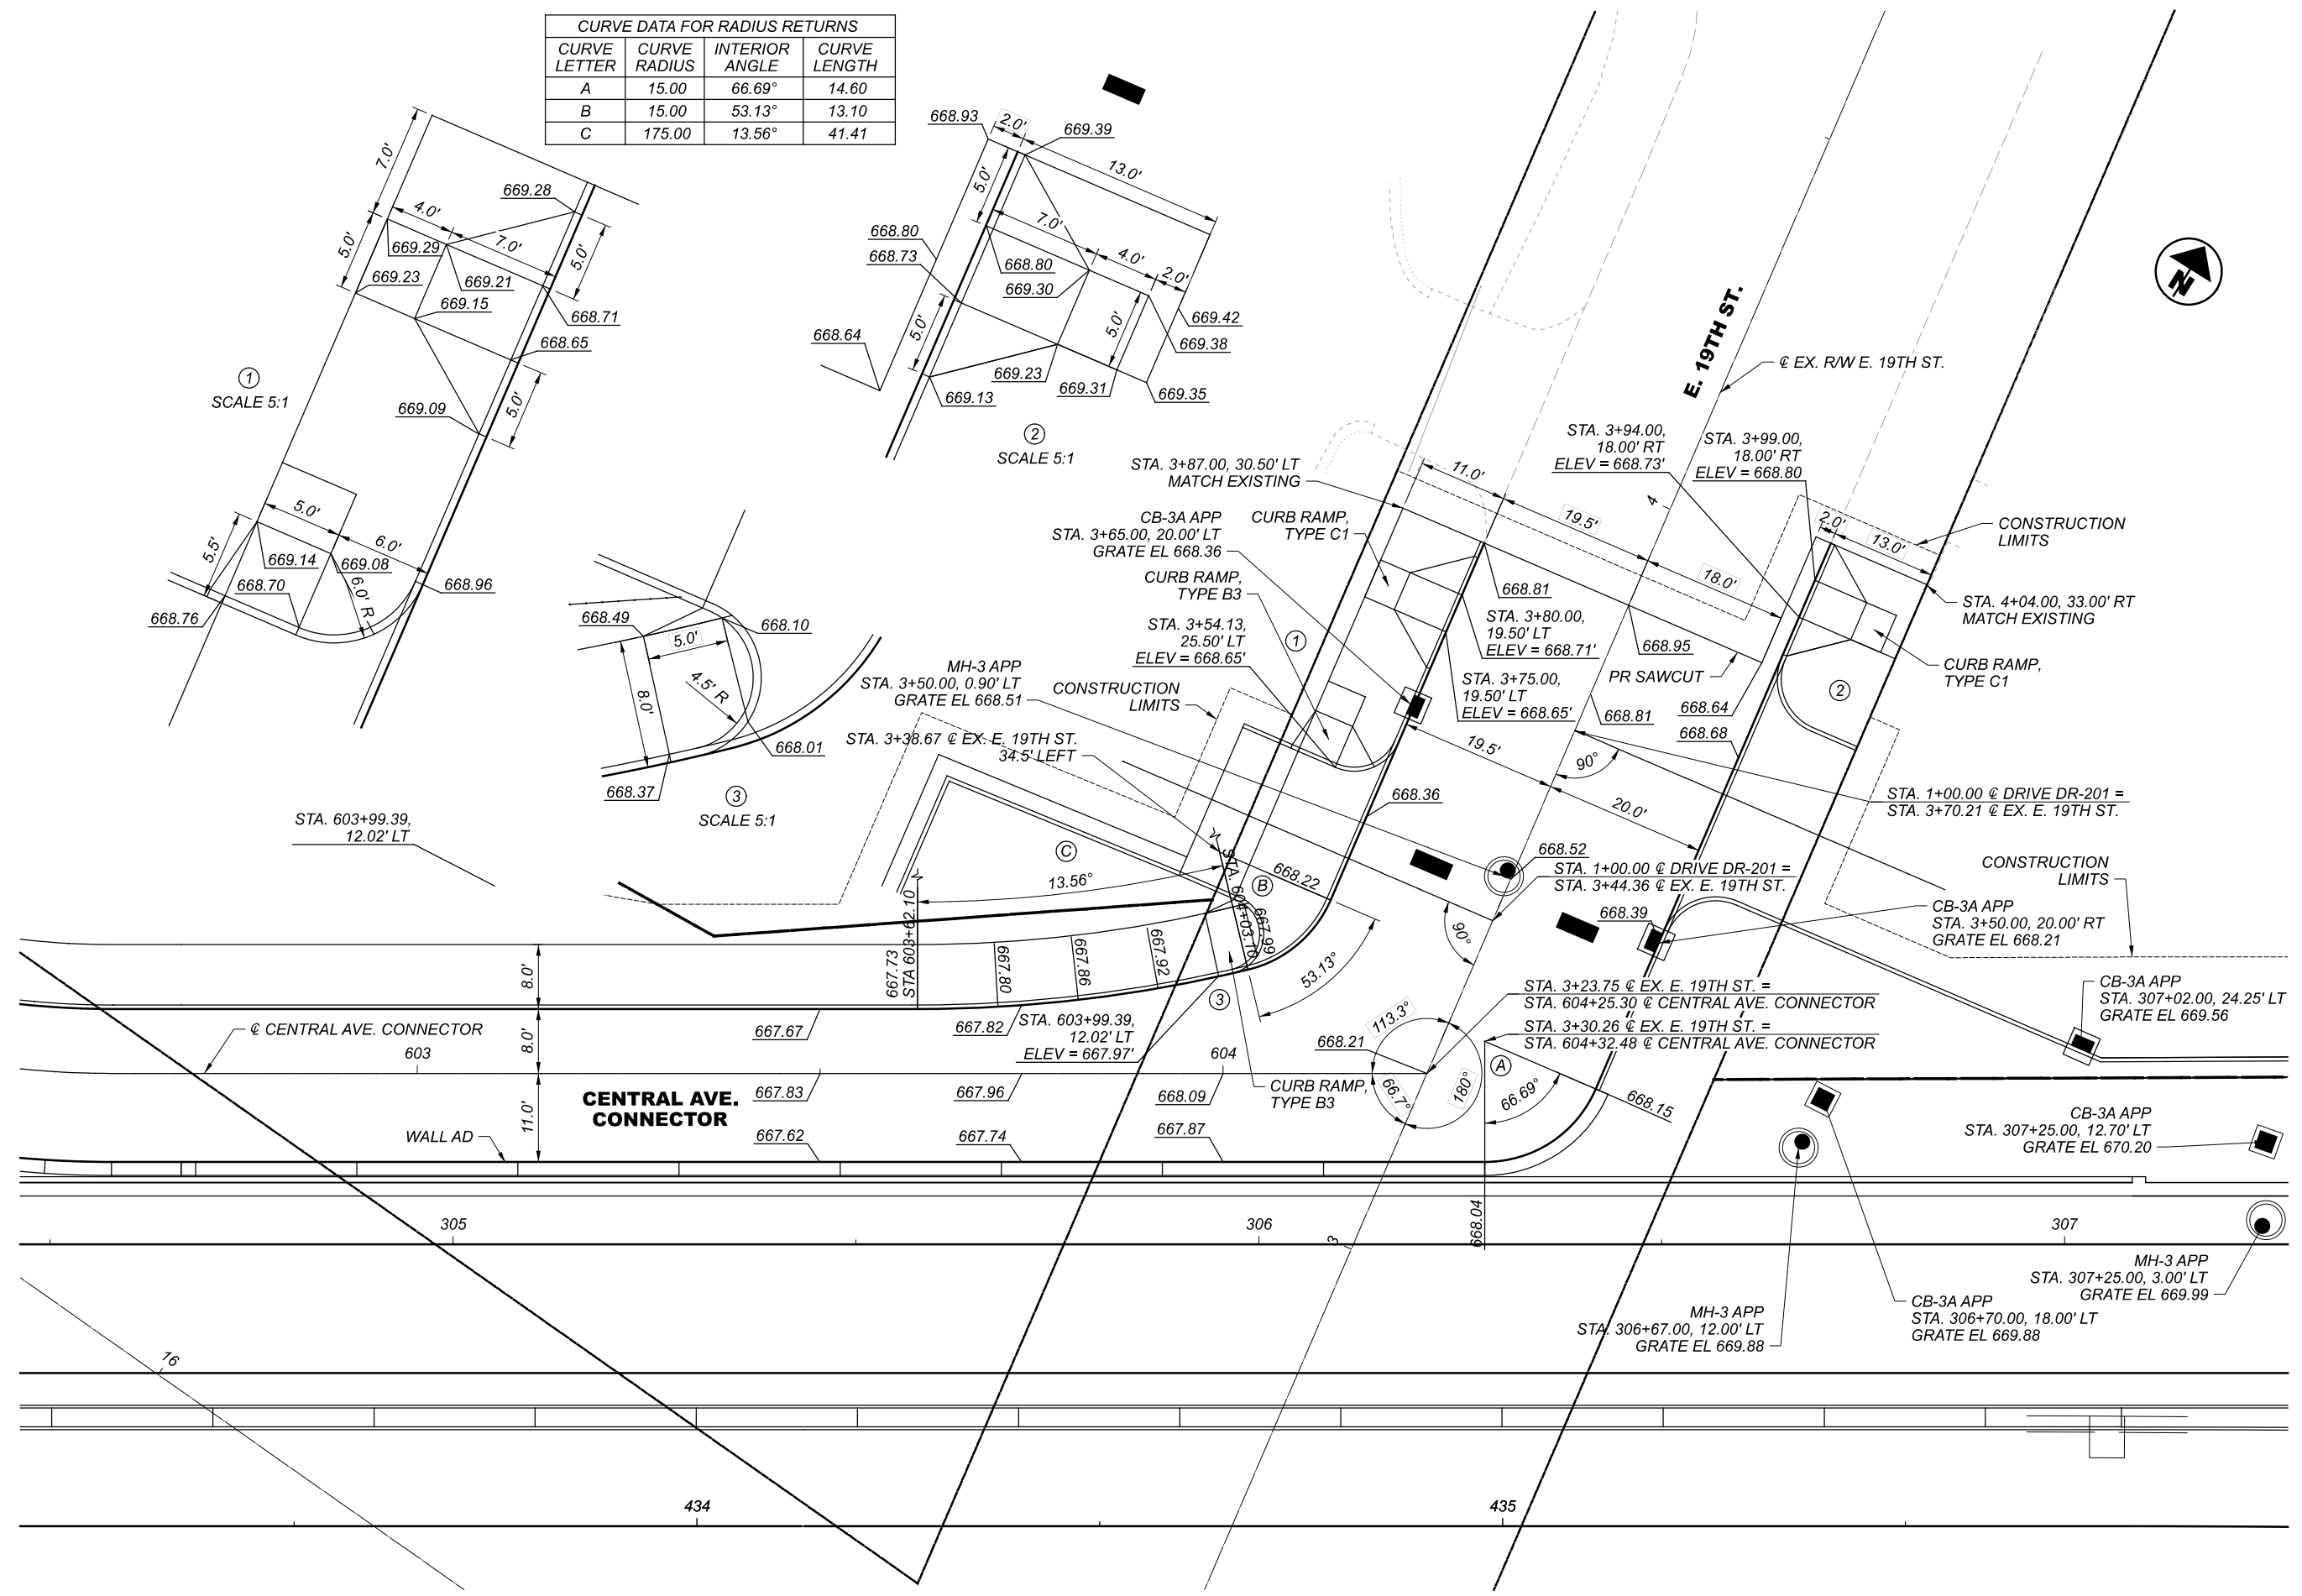 CURVE DATA FOR RADIUS RETURNS
CURVE LETTER CURVE RADIUS INTERIOR ANGLE CURVE LENGTH
A 15.00 66.69° 14.60
B 15.00 53.13° 13.10
C 175.00 13.56° 41.41
7.0'
669.28
4.0'
5.0'
669.29
7.0'
5.0'
669.23
669.21
669.15
668.71
668.65
1
SCALE 5:1
669.09
5.0'
5.0'
6.0'
5.5'
669.14
669.08
668.70
6.0' R
668.96
668.76
668.93
2.0'
669.39
13.0'
5.0'
7.0'
668.80
668.73
668.80
4.0'
2.0'
669.30
5.0'
5.0'
669.42
668.64
669.38
669.23
669.31
669.35
669.13
2
SCALE 5:1
668.49
5.0'
668.10
8.0'
4.5' R
668.01
668.37
3
SCALE 5:1
N
E. 19TH ST.
℄ EX. R/W E. 19TH ST.
STA. 3+94.00,
18.00' RT
ELEV = 668.73'
STA. 3+99.00,
18.00' RT
ELEV = 668.80
STA. 3+87.00, 30.50' LT
MATCH EXISTING
11.0'
19.5'
4
18.0'
2.0'
13.0'
CONSTRUCTION
LIMITS
CB-3A APP
STA. 3+65.00, 20.00' LT
GRATE EL 668.36
CURB RAMP,
TYPE C1
CURB RAMP,
TYPE B3
668.81
STA. 4+04.00, 33.00' RT
MATCH EXISTING
STA. 3+54.13,
25.50' LT
ELEV = 668.65'
1
STA. 3+80.00,
19.50' LT
ELEV = 668.71'
668.95
PR SAWCUT
CURB RAMP,
TYPE C1
MH-3 APP
STA. 3+50.00, 0.90' LT
GRATE EL 668.51
CONSTRUCTION
LIMITS
STA. 3+75.00,
19.50' LT
ELEV = 668.65'
2
668.81
668.64
668.68
STA. 3+38.67 ℄ EX. E. 19TH ST.
34.5' LEFT
19.5'
90°
668.36
20.0'
STA. 1+00.00 ℄ DRIVE DR-201 =
STA. 3+70.21 ℄ EX. E. 19TH ST.
STA. 603+99.39,
12.02' LT
C
13.56°
668.22
B
668.52
STA. 1+00.00 ℄ DRIVE DR-201 =
STA. 3+44.36 ℄ EX. E. 19TH ST.
CONSTRUCTION
LIMITS
668.39
CB-3A APP
STA. 3+50.00, 20.00' RT
GRATE EL 668.21
90°
667.73
STA 603+62.10
667.80
667.86
667.92
STA. 604+03.10
667.99
53.13°
8.0'
8.0'
11.0'
℄ CENTRAL AVE. CONNECTOR
603
667.67
667.82
STA. 603+99.39,
12.02' LT
ELEV = 667.97'
3
604
CURB RAMP,
TYPE B3
668.21
113.3°
66.7°
180°
STA. 3+23.75 ℄ EX. E. 19TH ST. =
STA. 604+25.30 ℄ CENTRAL AVE. CONNECTOR
STA. 3+30.26 ℄ EX. E. 19TH ST. =
STA. 604+32.48 ℄ CENTRAL AVE. CONNECTOR
A
66.69°
668.15
CB-3A APP
STA. 307+02.00, 24.25' LT
GRATE EL 669.56
CENTRAL AVE.
CONNECTOR
667.83
667.96
668.09
WALL AD
667.62
667.74
667.87
CB-3A APP
STA. 307+25.00, 12.70' LT
GRATE EL 670.20
668.04
305
306
307
3
MH-3 APP
STA. 307+25.00, 3.00' LT
GRATE EL 669.99
MH-3 APP
STA. 306+67.00, 12.00' LT
GRATE EL 669.88
CB-3A APP
STA. 306+70.00, 18.00' LT
GRATE EL 669.88
16
434
435